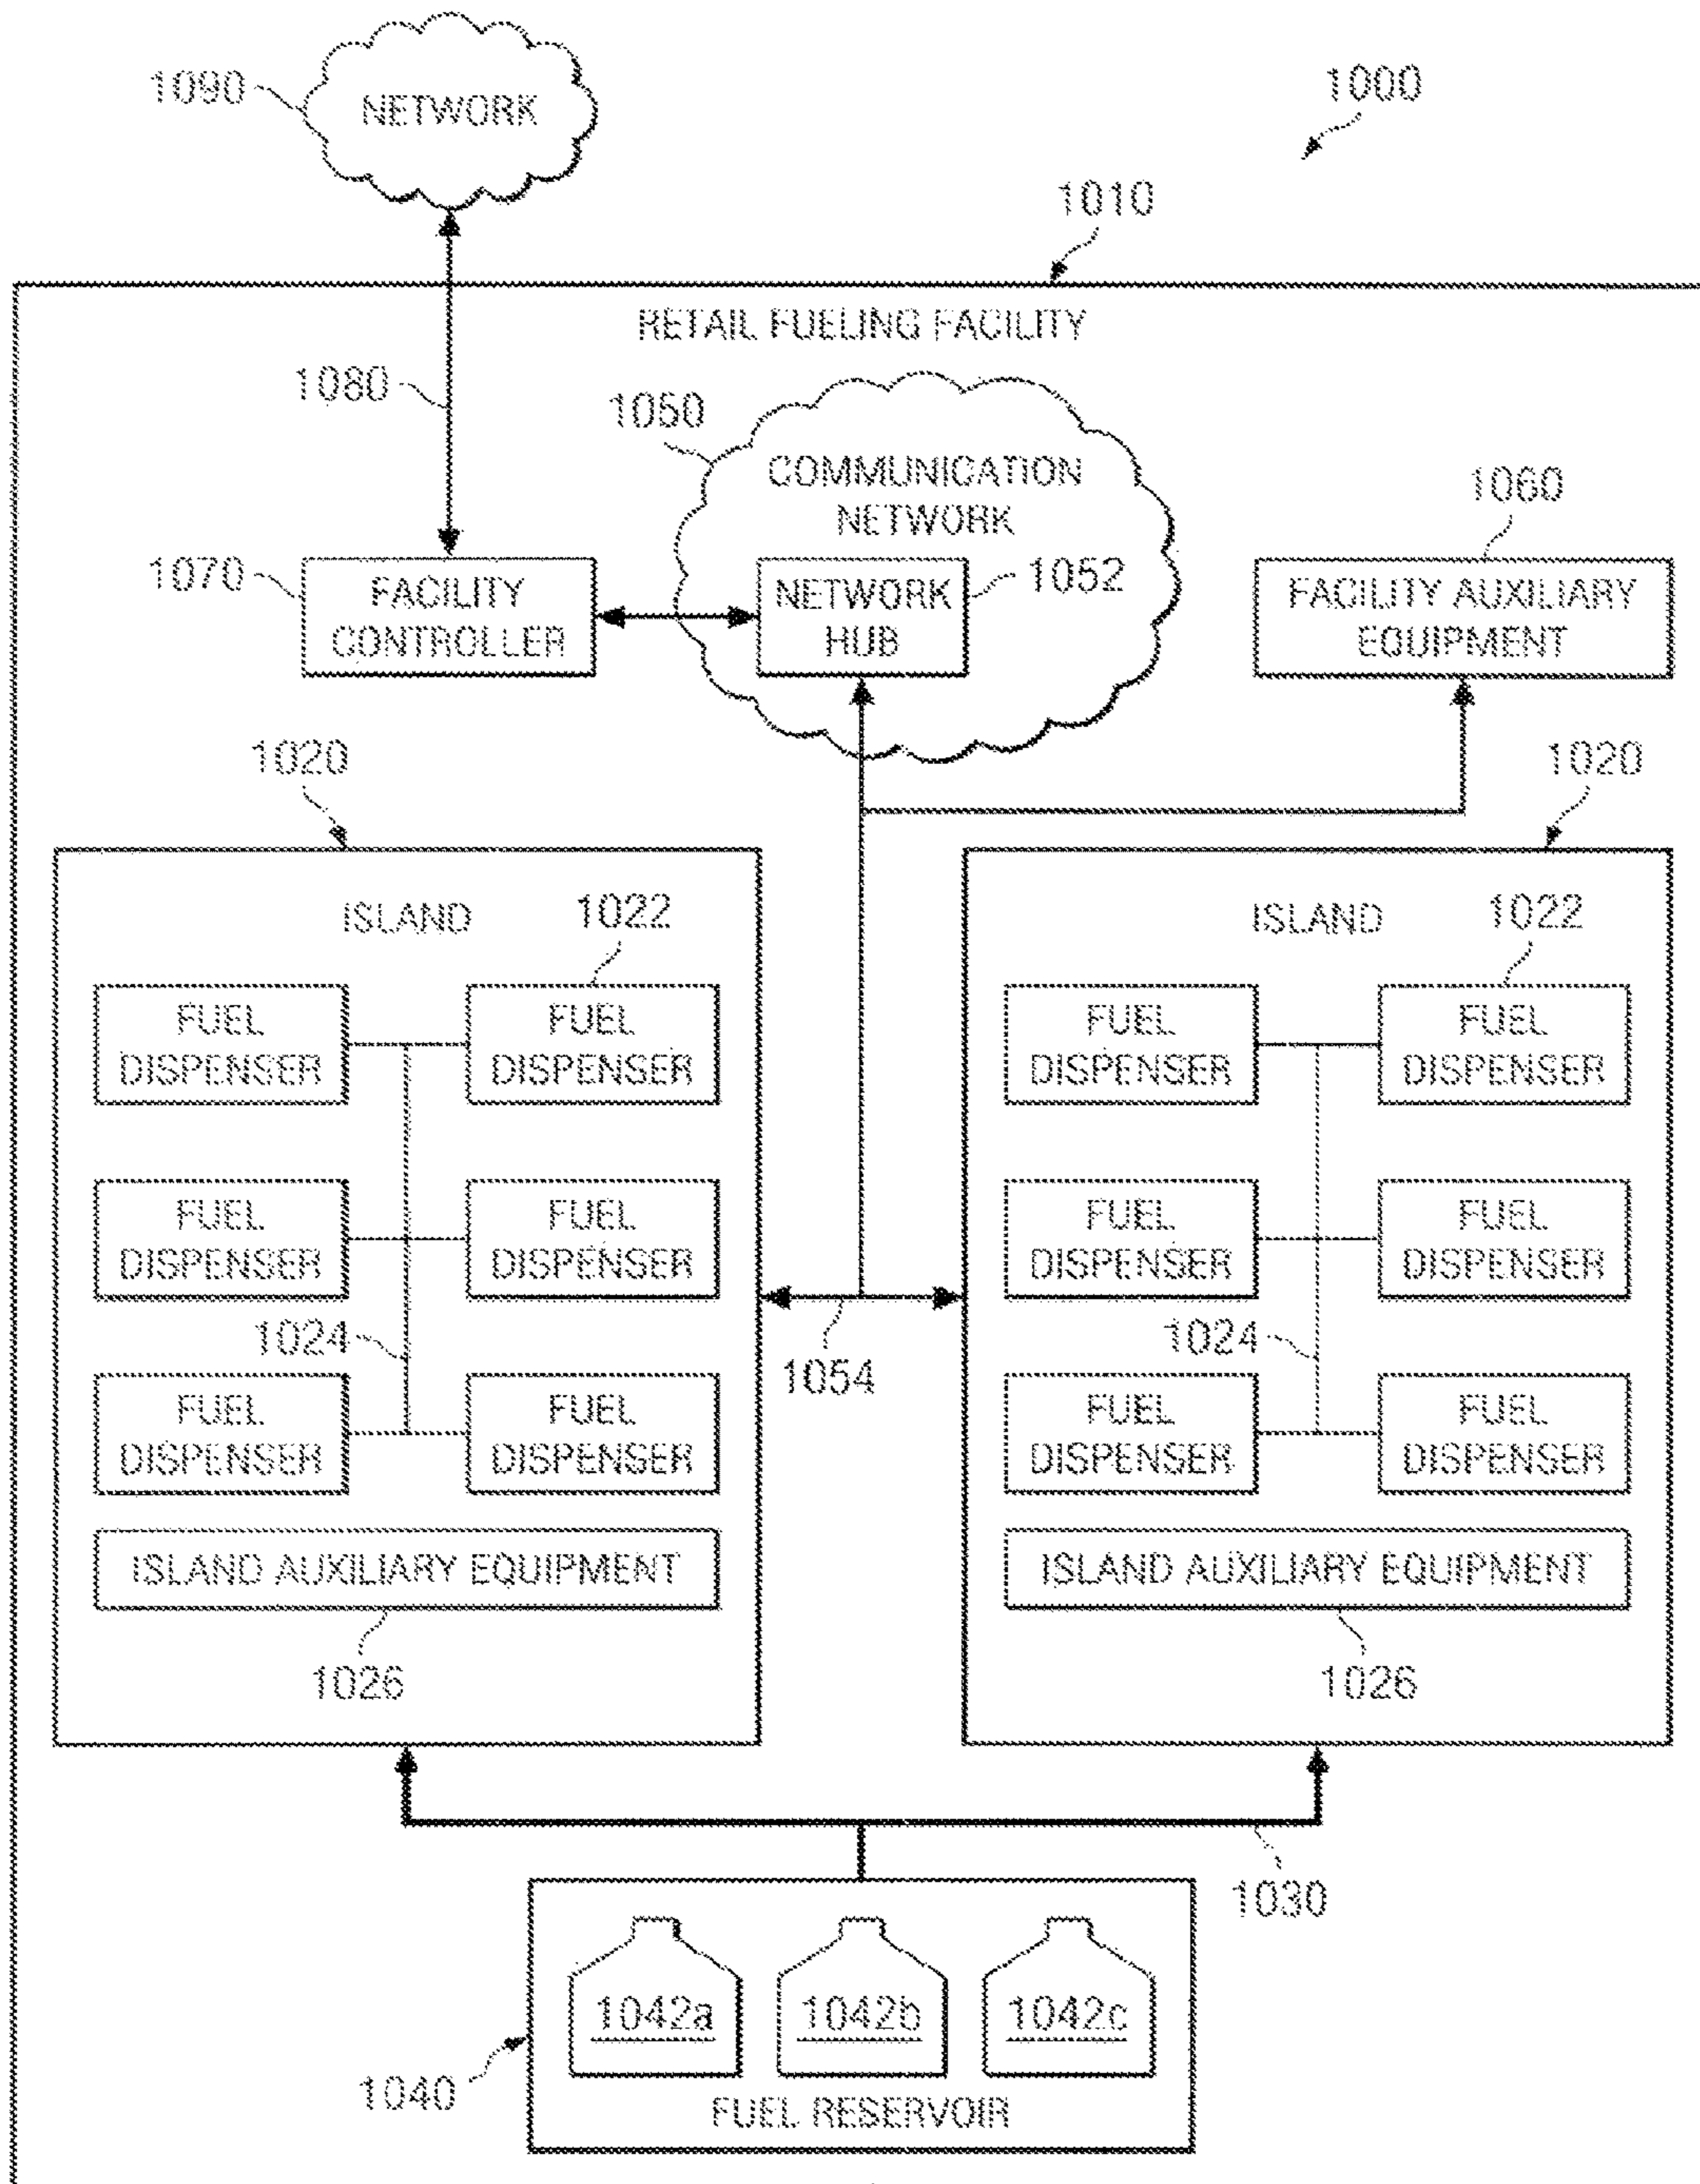 1090
NETWORK
1000
1010
RETAIL FUELING FACILITY
1080
1050
COMMUNICATION
NETWORK
1060
1070
FACILITY
CONTROLLER
NETWORK
HUB
1052
FACILITY AUXILIARY
EQUIPMENT
1020
1020
ISLAND
1022
ISLAND
1022
FUEL
DISPENSER
FUEL
DISPENSER
FUEL
DISPENSER
FUEL
DISPENSER
FUEL
DISPENSER
FUEL
DISPENSER
FUEL
DISPENSER
FUEL
DISPENSER
1024
1054
1024
FUEL
DISPENSER
FUEL
DISPENSER
FUEL
DISPENSER
FUEL
DISPENSER
ISLAND AUXILIARY EQUIPMENT
ISLAND AUXILIARY EQUIPMENT
1026
1026
1030
1042a
1042b
1042c
1040
FUEL RESERVOIR